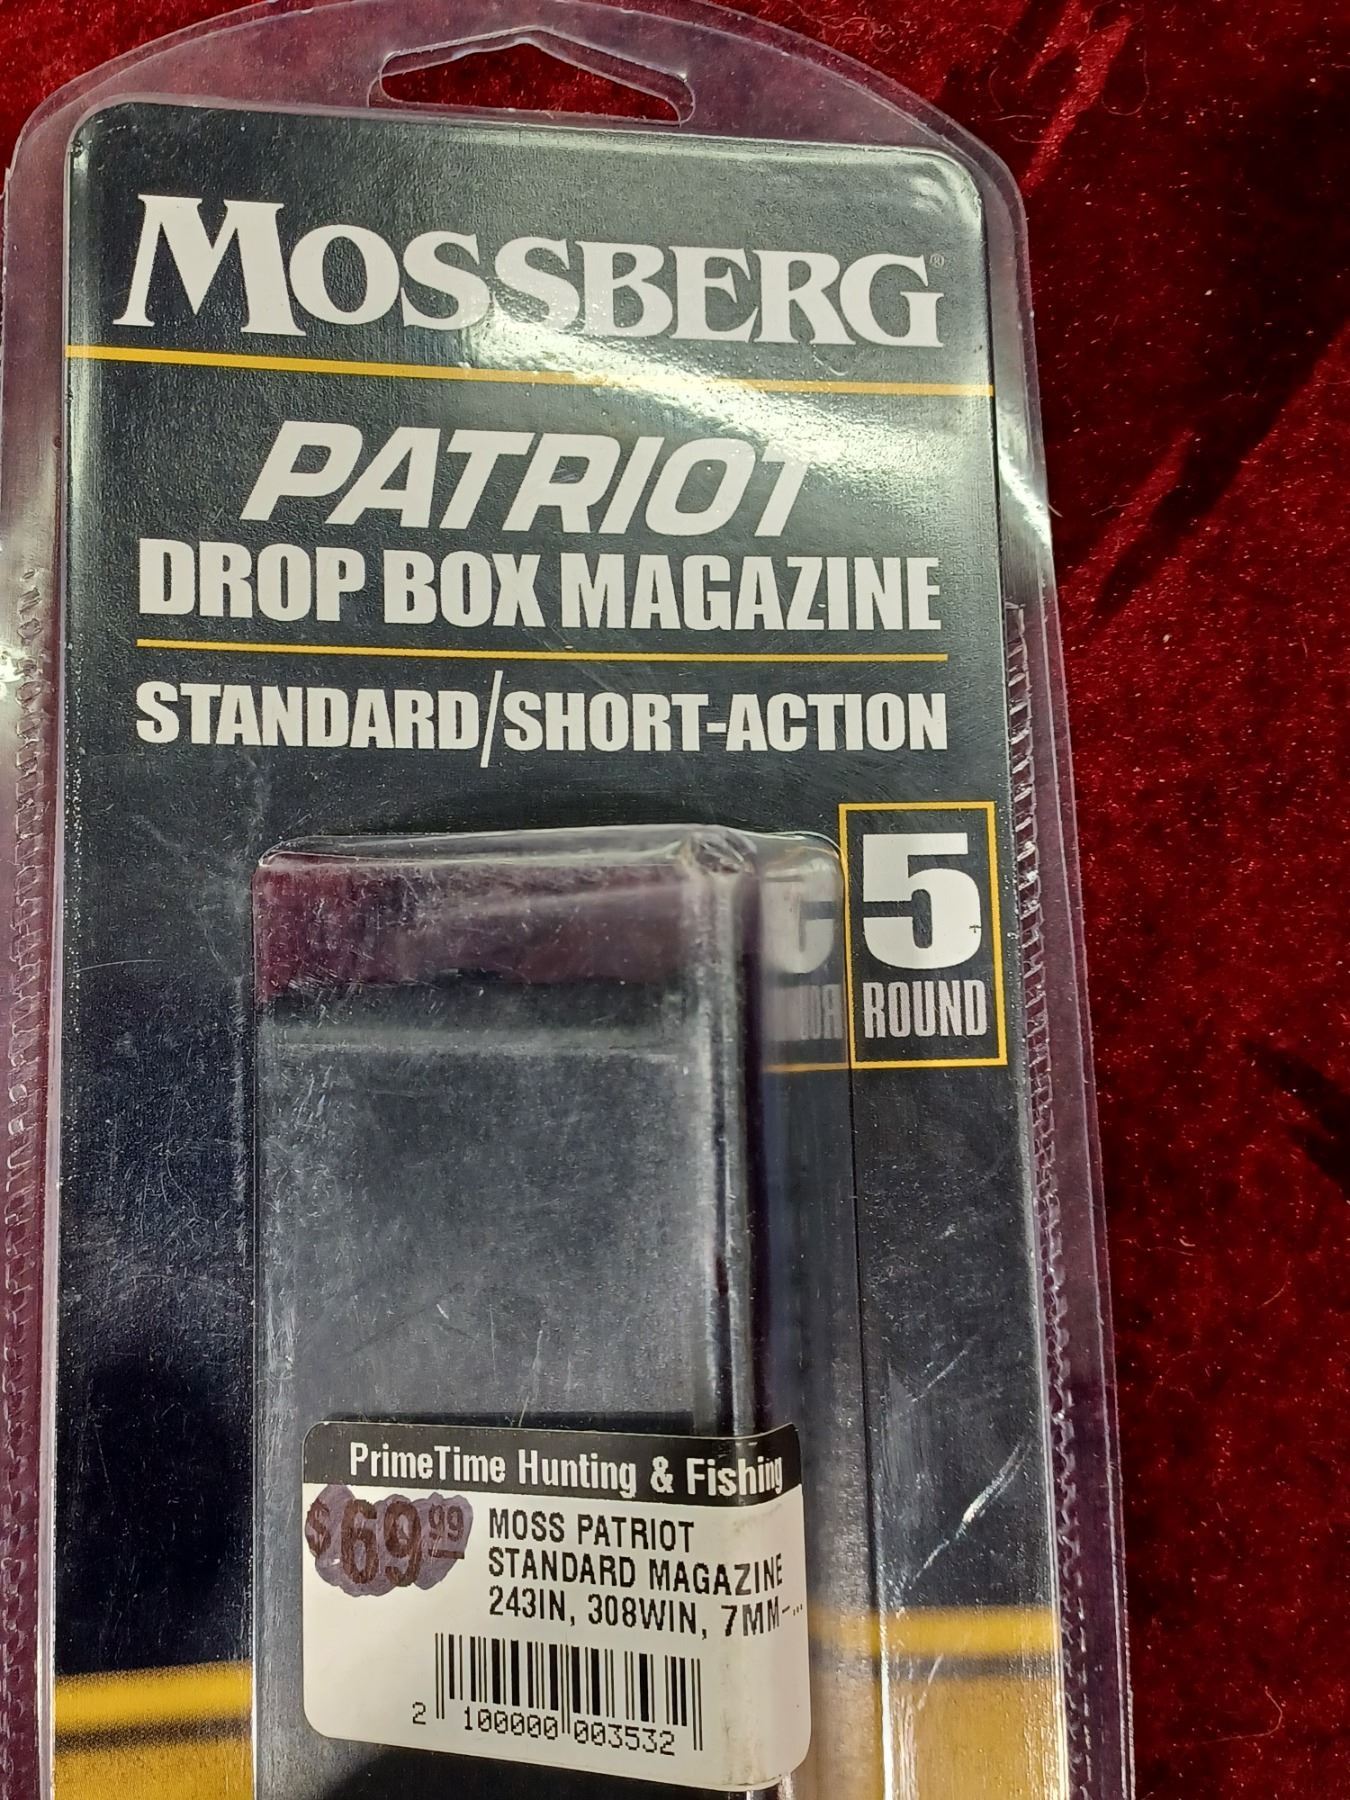 MOSSBERG®
PATRIOT
DROP BOX MAGAZINE
STANDARD/SHORT-ACTION
5
ROUND
PrimeTime Hunting & Fishing
$69.99
MOSS PATRIOT
STANDARD MAGAZINE
243IN, 308WIN, 7MM-...
2 100000 003532